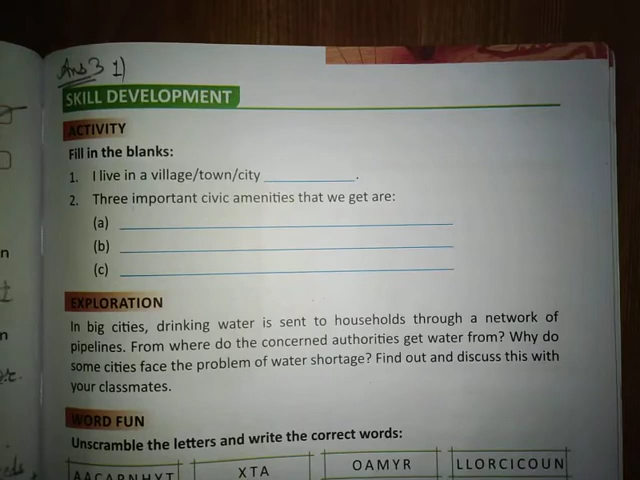 Ans 3 1)
SKILL DEVELOPMENT
ACTIVITY
Fill in the blanks:
1. I live in a village/town/city ____________.
2. Three important civic amenities that we get are:
(a)
(b)
(c)
EXPLORATION
In big cities, drinking water is sent to households through a network of
pipelines. From where do the concerned authorities get water from? Why do
some cities face the problem of water shortage? Find out and discuss this with
your classmates.
WORD FUN
Unscramble the letters and write the correct words:
XTA
OAMYR
LLORCICOUN